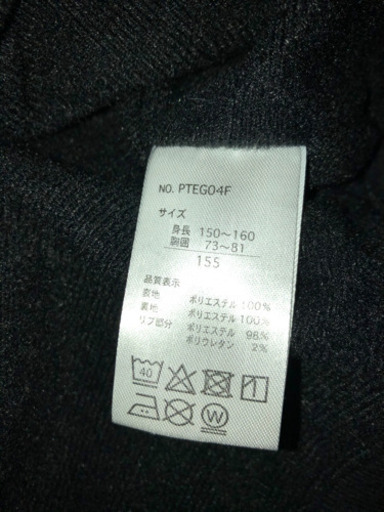 NO. PTEG04F
サイズ
身長 150～160
胸囲 73～81
155
品質表示
表地 ポリエステル 100%
裏地 ポリエステル 100%
リブ部分 ポリエステル 98%
ポリウレタン 2%
40
W